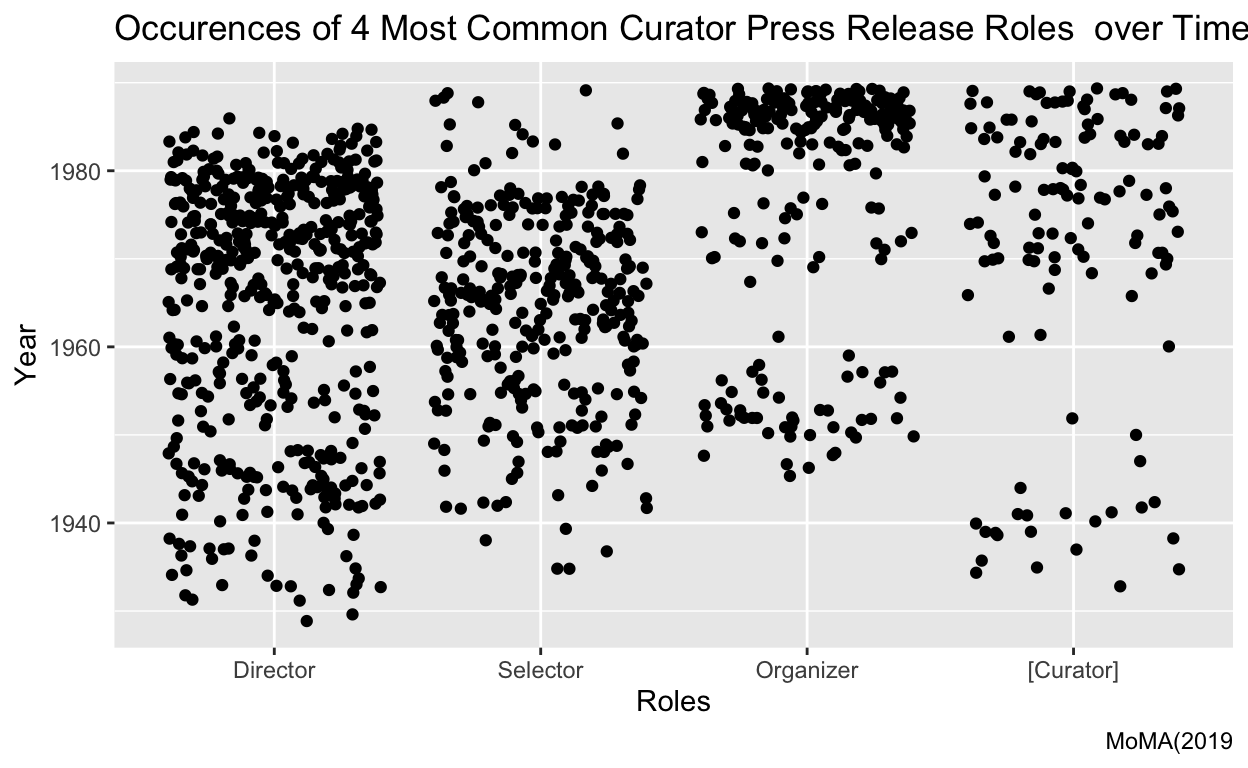 Occurences of 4 Most Common Curator Press Release Roles  over Time
Year
1980
1960
1940
Director Selector Organizer [Curator]
Roles
MoMA(2019